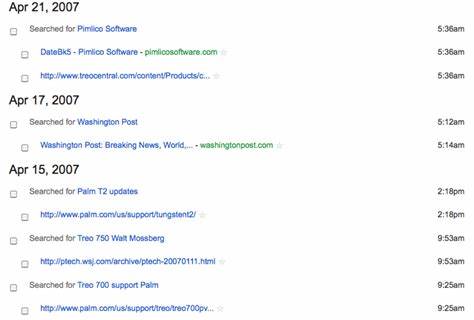 Apr 21, 2007
Searched for Pimlico Software 5:36am
DateBk5 - Pimlico Software - pimlicosoftware.com 5:36am
http://www.treocentral.com/content/Products/c... 5:36am
Apr 17, 2007
Searched for Washington Post 5:12am
Washington Post: Breaking News, World,... - washingtonpost.com 5:14am
Apr 15, 2007
Searched for Palm T2 updates 2:18pm
http://www.palm.com/us/support/tungstent2/ 2:18pm
Searched for Treo 750 Walt Mossberg 9:53am
http://ptech.wsj.com/archive/ptech-20070111.html 9:53am
Searched for Treo 700 support Palm 9:25am
http://www.palm.com/us/support/treo/treo700pv... 9:25am